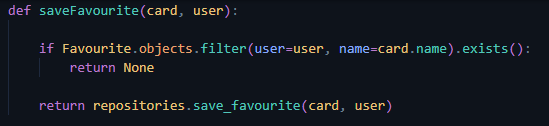 def saveFavourite(card, user):
    if Favourite.objects.filter(user=user, name=card.name).exists():
        return None
    return repositories.save_favourite(card, user)